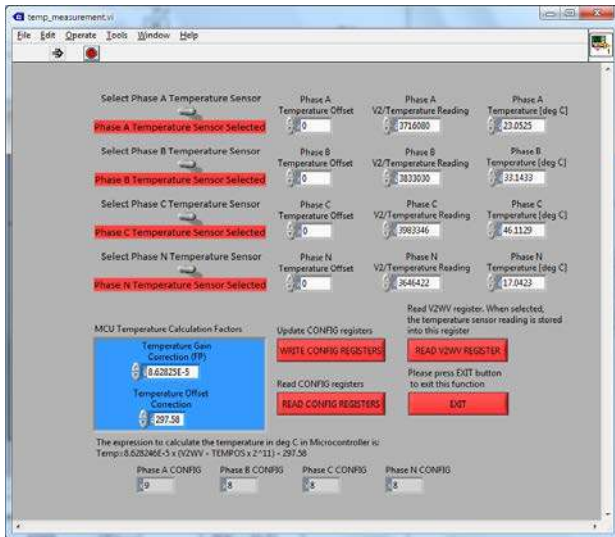 temp_measurement.vi
File Edit Operate Tools Window Help
Select Phase A Temperature Sensor
Phase A Temperature Sensor Selected
Phase A
Temperature Offset
0
Phase A
V2/Temperature Reading
3716080
Phase A
Temperature [deg C]
23.0525
Select Phase B Temperature Sensor
Phase B Temperature Sensor Selected
Phase B
Temperature Offset
0
Phase B
V2/Temperature Reading
3833030
Phase B
Temperature [deg C]
33.1433
Select Phase C Temperature Sensor
Phase C Temperature Sensor Selected
Phase C
Temperature Offset
0
Phase C
V2/Temperature Reading
3983346
Phase C
Temperature [deg C]
46.1129
Select Phase N Temperature Sensor
Phase N Temperature Sensor Selected
Phase N
Temperature Offset
0
Phase N
V2/Temperature Reading
3646422
Phase N
Temperature [deg C]
17.0423
MCU Temperature Calculation Factors
Temperature Gain
Correction (FP)
8.62825E-5
Temperature Offset
Correction
297.58
Update CONFIG registers
WRITE CONFIG REGISTERS
Read CONFIG registers
READ CONFIG REGISTERS
Read V2WV register. When selected,
the temperature sensor reading is stored
into this register
READ V2WV REGISTER
Please press EXIT button
to exit this function
EXIT
The expression to calculate the temperature in deg C in Microcontroller is:
Temp=8.628246E-5 x (V2WV - TEMPOS x 2^11) - 297.58
Phase A CONFIG
9
Phase B CONFIG
8
Phase C CONFIG
8
Phase N CONFIG
8